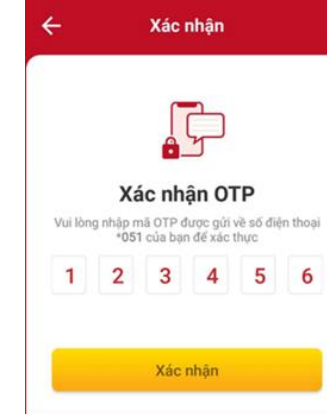 Xác nhận
Xác nhận OTP
Vui lòng nhập mã OTP được gửi về số điện thoại
*051 của bạn để xác thực
1 2 3 4 5 6
Xác nhận